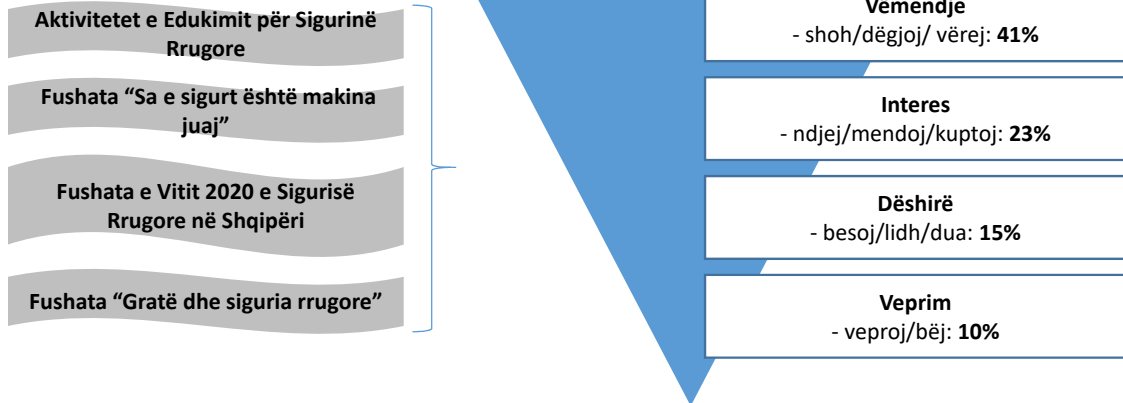 Aktivitetet e Edukimit për Sigurinë
Rrugore
Fushata “Sa e sigurt është makina
juaj”
Fushata e Vitit 2020 e Sigurisë
Rrugore në Shqipëri
Fushata “Gratë dhe siguria rrugore”
Vëmendje
- shoh/dëgjoj/ vërej: 41%
Interes
- ndjej/mendoj/kuptoj: 23%
Dëshirë
- besoj/lidh/dua: 15%
Veprim
- veproj/bëj: 10%